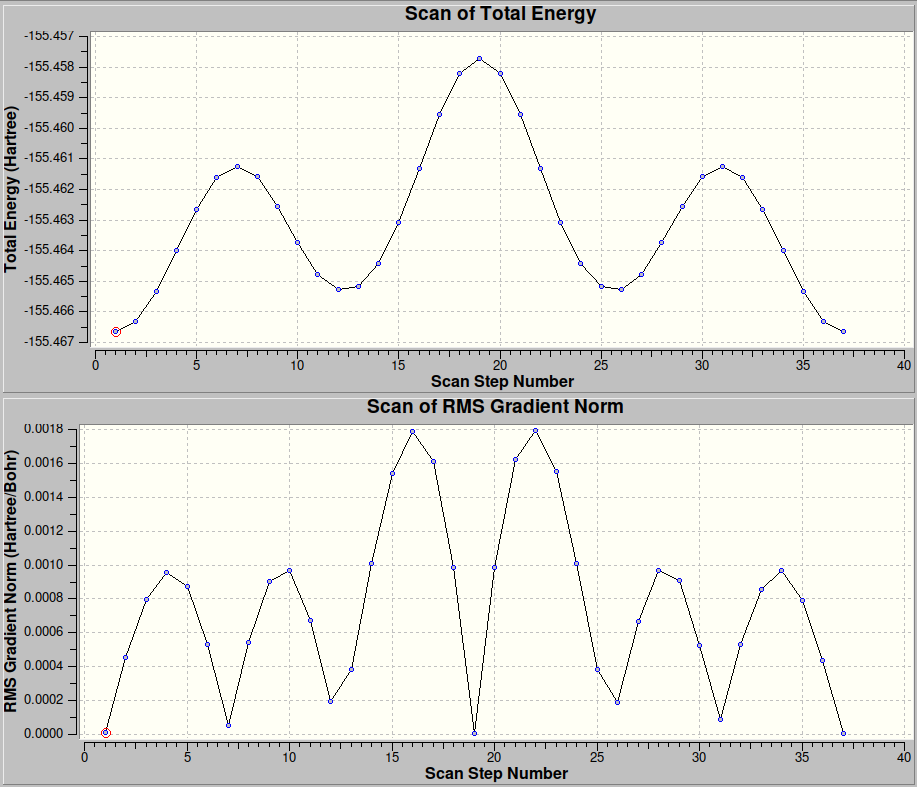 Scan of Total Energy
Total Energy (Hartree)
-155.457
-155.458
-155.459
-155.460
-155.461
-155.462
-155.463
-155.464
-155.465
-155.466
-155.467
0 5 10 15 20 25 30 35 40
Scan Step Number
Scan of RMS Gradient Norm
RMS Gradient Norm (Hartree/Bohr)
0.0018
0.0016
0.0014
0.0012
0.0010
0.0008
0.0006
0.0004
0.0002
0.0000
0 5 10 15 20 25 30 35 40
Scan Step Number